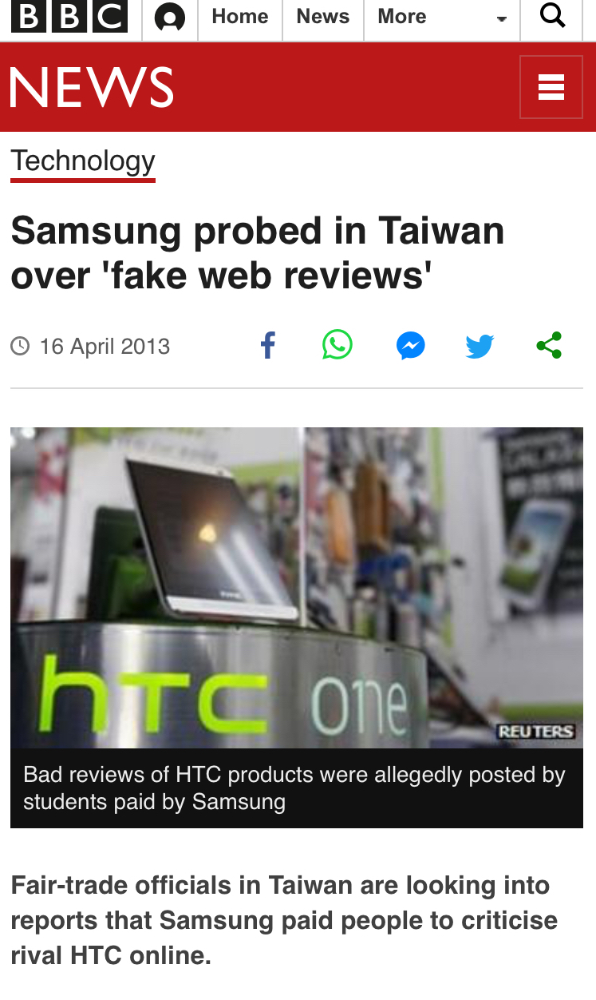 BBC Home News More
NEWS
Technology
Samsung probed in Taiwan
over 'fake web reviews'
16 April 2013
hTC one
REUTERS
Bad reviews of HTC products were allegedly posted by
students paid by Samsung
Fair-trade officials in Taiwan are looking into
reports that Samsung paid people to criticise
rival HTC online.